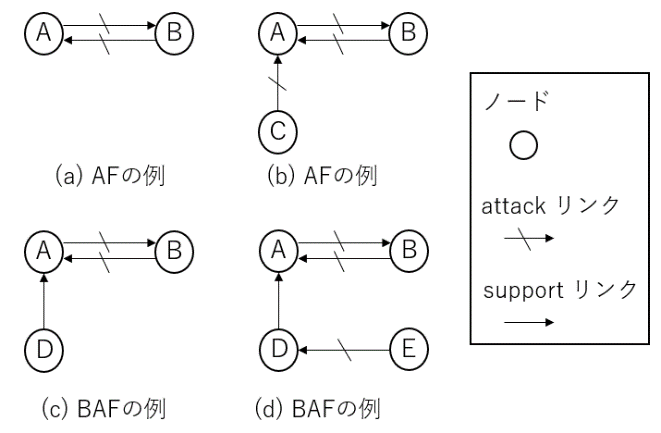 A B
A B
C
(a) AFの例
(b) AFの例
A B
D
(c) BAFの例
A B
D E
(d) BAFの例
ノード
attack リンク
support リンク